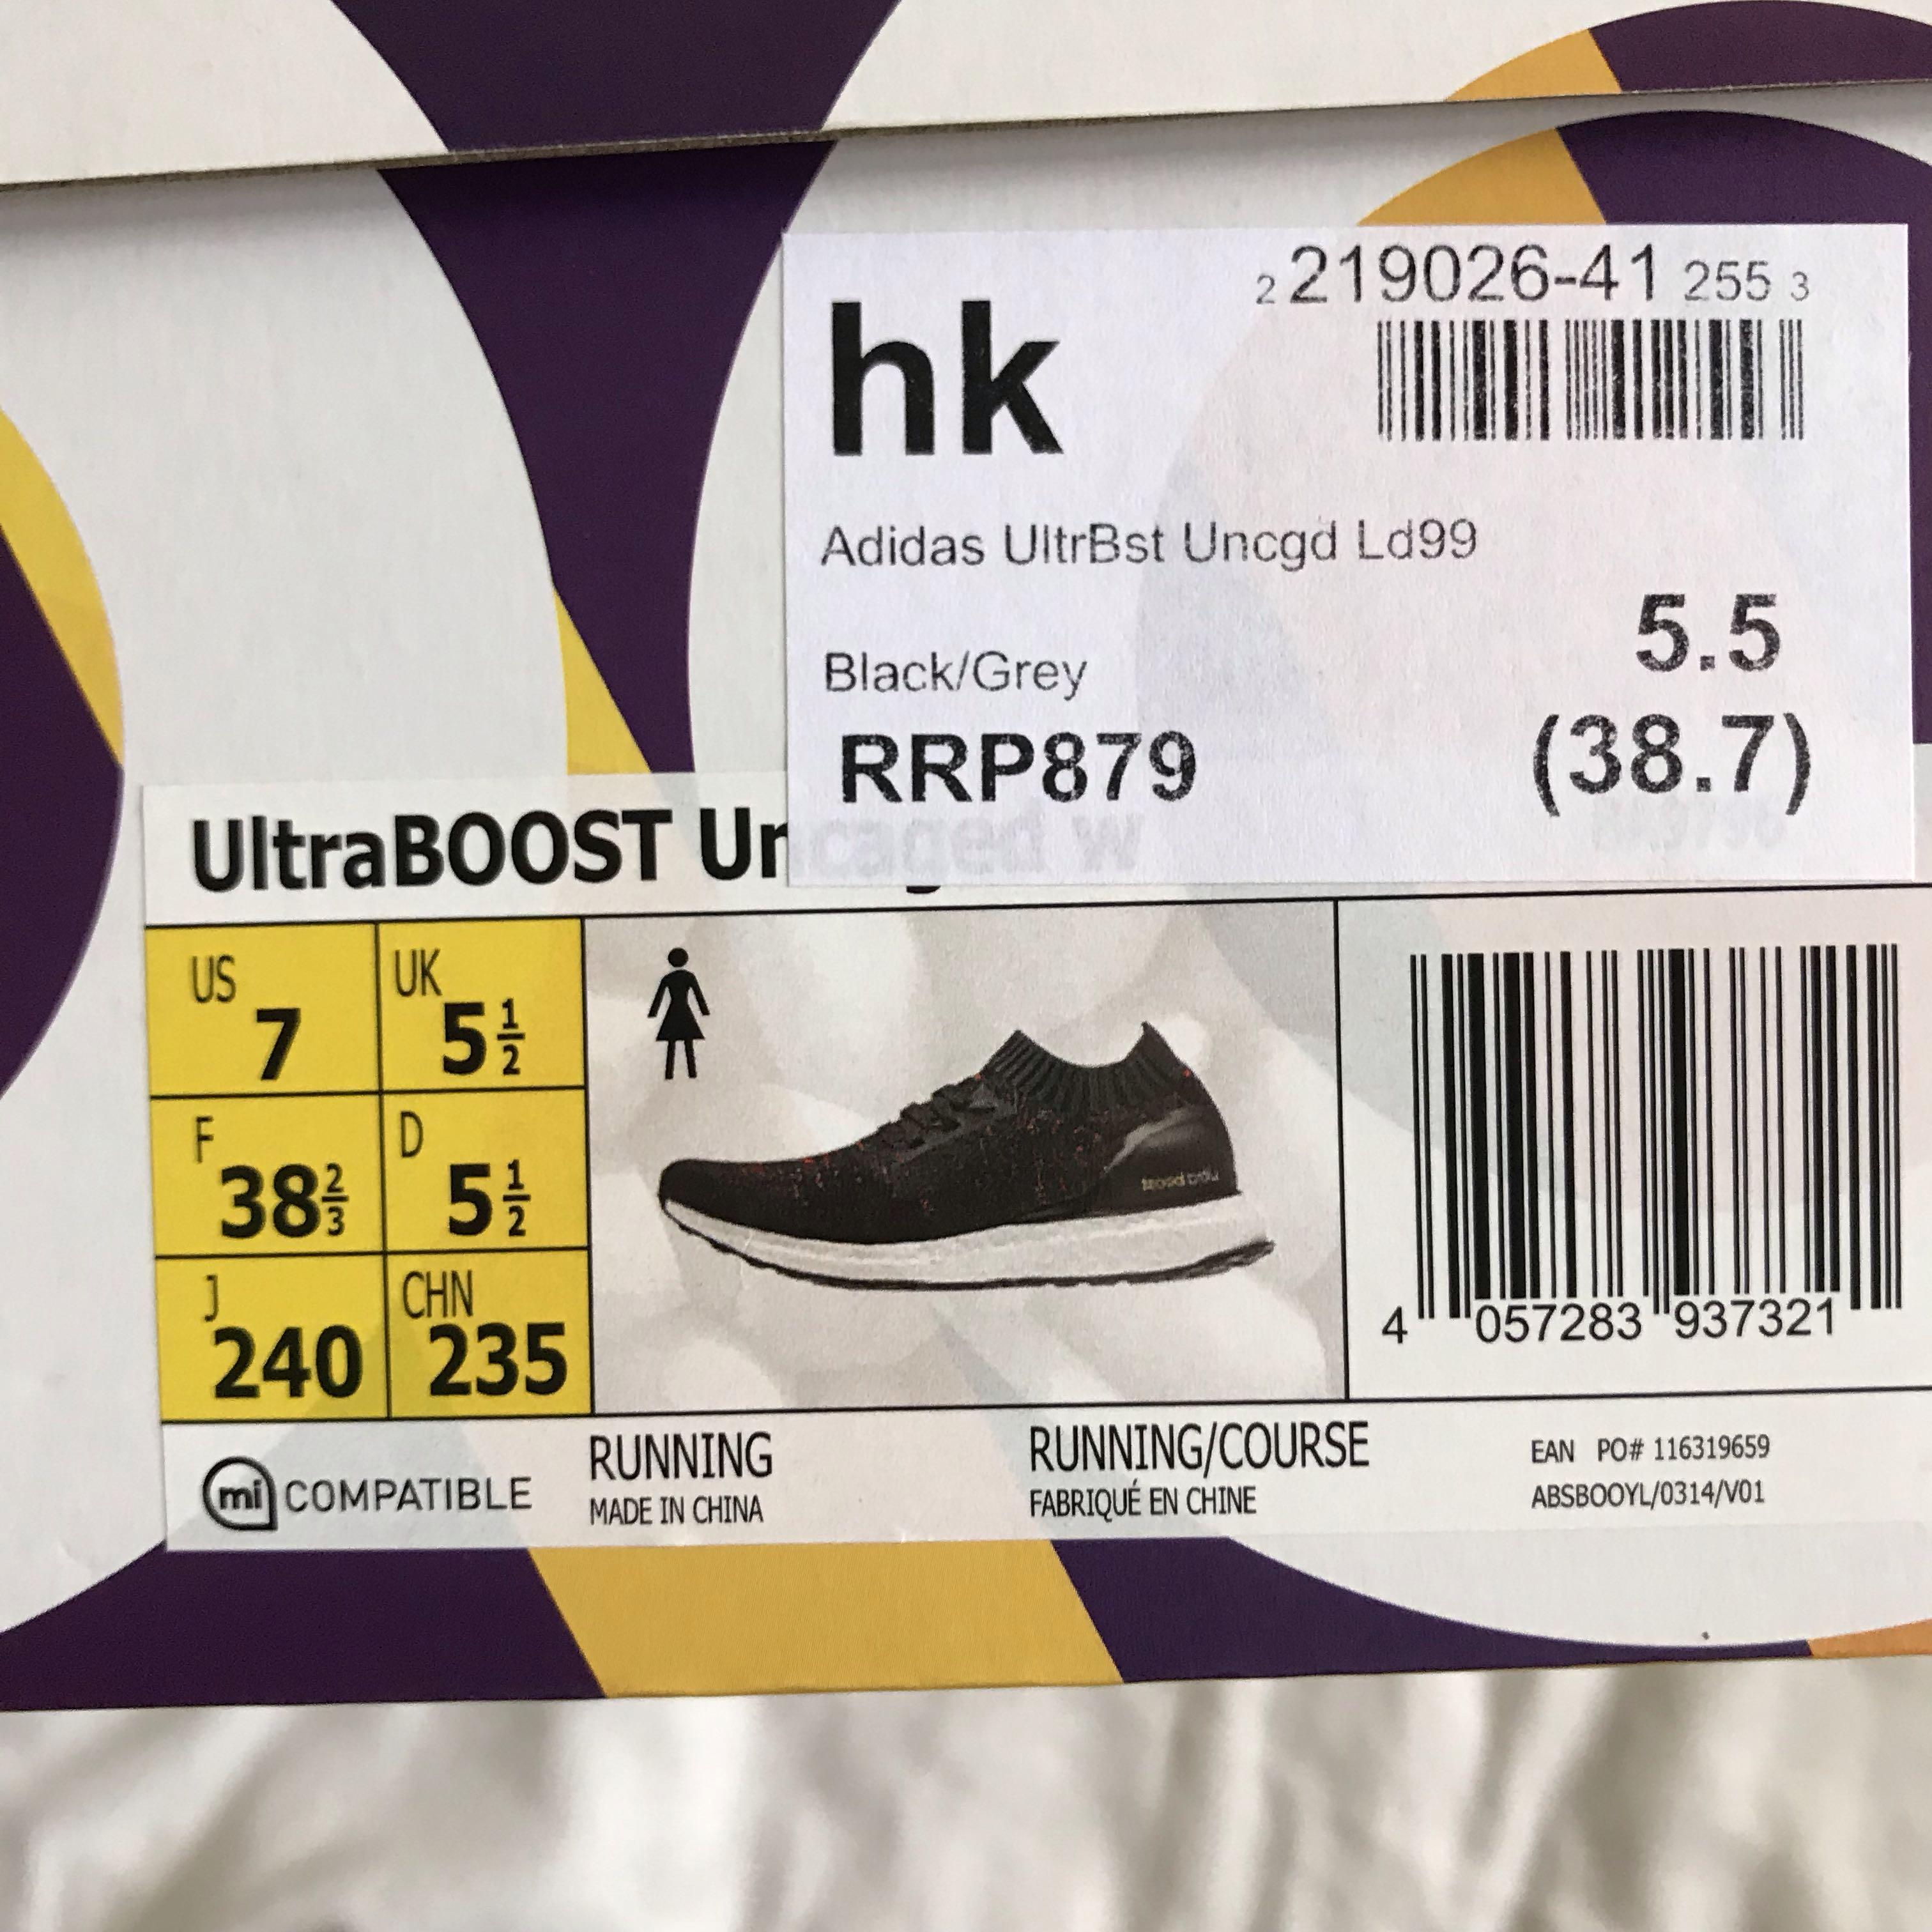 2 219026-41 255 3
hk
Adidas UltrBst Uncgd Ld99
5.5
Black/Grey
RRP879
(38.7)
UltraBOOST Uncaged w
US
7
UK
5 1/2
F
38 2/3
D
5 1/2
J
240
CHN
235
4 057283 937321
mi COMPATIBLE
RUNNING
MADE IN CHINA
RUNNING/COURSE
FABRIQUÉ EN CHINE
EAN PO# 116319659
ABSBOOYL/0314/V01